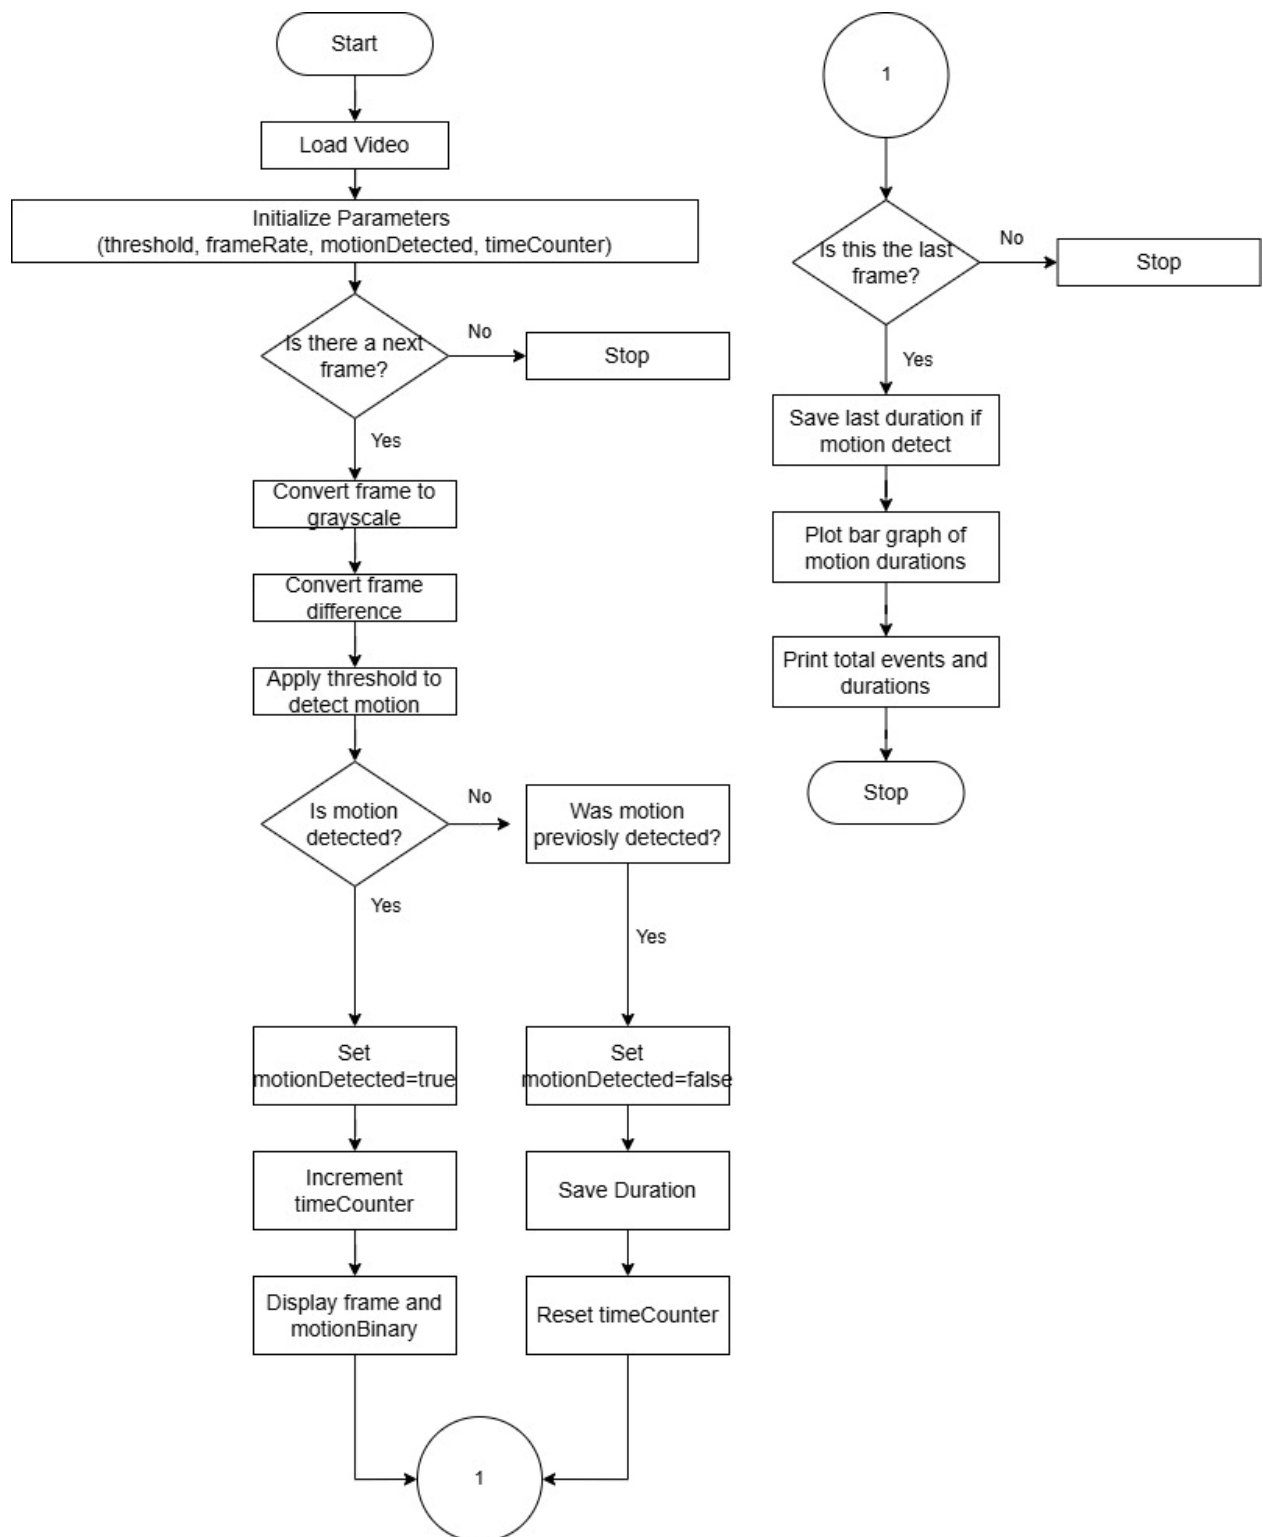 Start
Load Video
Initialize Parameters
(threshold, frameRate, motionDetected, timeCounter)
Is there a next
frame?
No
Stop
Yes
Convert frame to
grayscale
Convert frame
difference
Apply threshold to
detect motion
Is motion
detected?
No
Was motion
previosly detected?
Yes
Yes
Set
motionDetected=true
Set
motionDetected=false
Increment
timeCounter
Save Duration
Display frame and
motionBinary
Reset timeCounter
1
1
Is this the last
frame?
No
Stop
Yes
Save last duration if
motion detect
Plot bar graph of
motion durations
Print total events and
durations
Stop